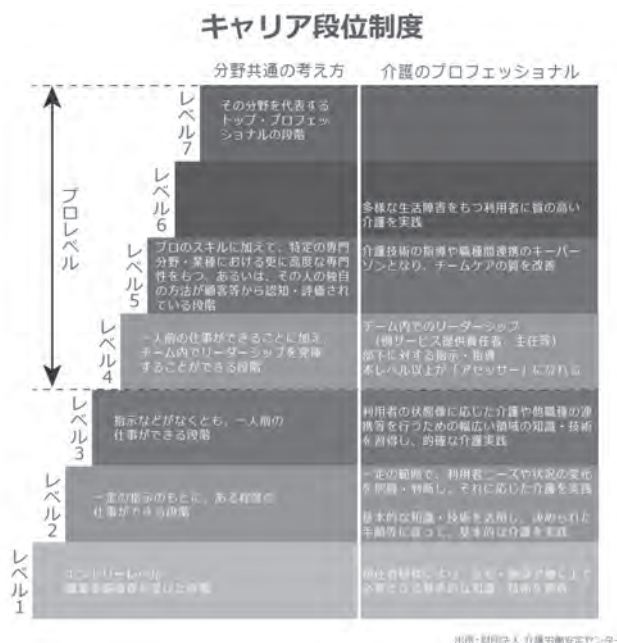 キャリア段位制度
分野共通の考え方
介護のプロフェッショナル
プロレベル
レベル7
その分野を代表する
トップ・プロフェッ
ショナルの段階
レベル6
多様な生活障害をもつ利用者に質の高い
介護を実践
レベル5
プロのスキルに加えて、特定の専門
分野・業種における更に高度な専門
性をもつ、あるいは、その人の独自
の方法が顧客等から認知・評価され
ている段階
介護技術の指導や職種間連携のキーパー
ソンとなり、チームケアの質を改善
レベル4
一人前の仕事ができることに加え
チーム内でリーダーシップを発揮
することができる段階
チーム内でのリーダーシップ
(例サービス提供責任者 主任等)
部下に対する指示・指導
本レベル以上が「アセッサー」になれる
レベル3
指示などがなくとも、一人前の
仕事ができる段階
利用者の状態像に応じた介護や他職種の連
携等を行うための幅広い領域の知識・技術
を習得し、的確な介護実践
レベル2
一定の指示のもとに、ある程度の
仕事ができる段階
一定の範囲で、利用者ニーズや状況の変化
を把握・判断し、それに応じた介護を実践
基本的な知識・技術を活用し、決められた
手順等に従って、基本的な介護を実践
レベル1
エントリーレベル
出典:財団法人 介護労働安定センター